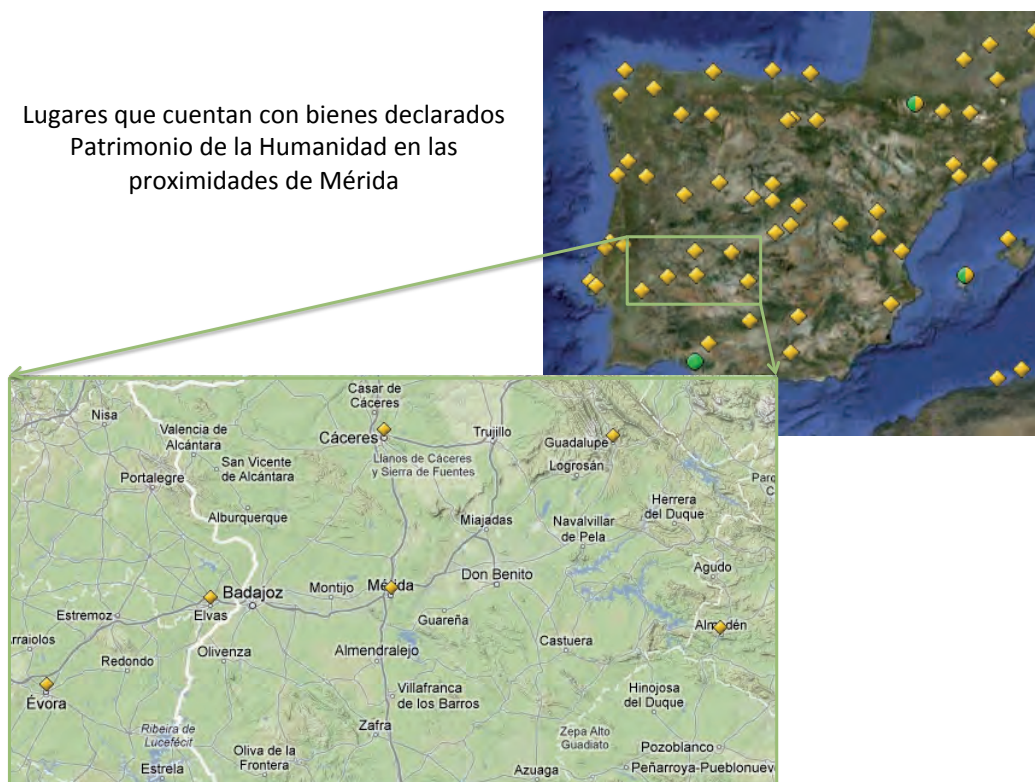 Lugares que cuentan con bienes declarados
Patrimonio de la Humanidad en las
proximidades de Mérida
Casar de
Cáceres
Nisa
Valencia de
Alcántara
Cáceres
Trujillo
Guadalupe
Llanos de Cáceres
y Sierra de Fuentes
San Vicente
de Alcántara
Logrosán
Portalegre
Herrera
del Duque
Alburquerque
Miajadas
Navalvillar
de Pela
Agudo
Don Benito
Badajoz
Montijo
Mérida
Estremoz
Elvas
Guareña
Almadén
Arraiolos
Castuera
Redondo
Olivenza
Almendralejo
Évora
Villafranca
de los Barros
Hinojosa
del Duque
Ribeira de
Lucefécit
Zafra
Zepa Alto
Guadiato
Pozoblanco
Oliva de la
Frontera
Estrela
Azuaga
Peñarroya-Pueblonuev